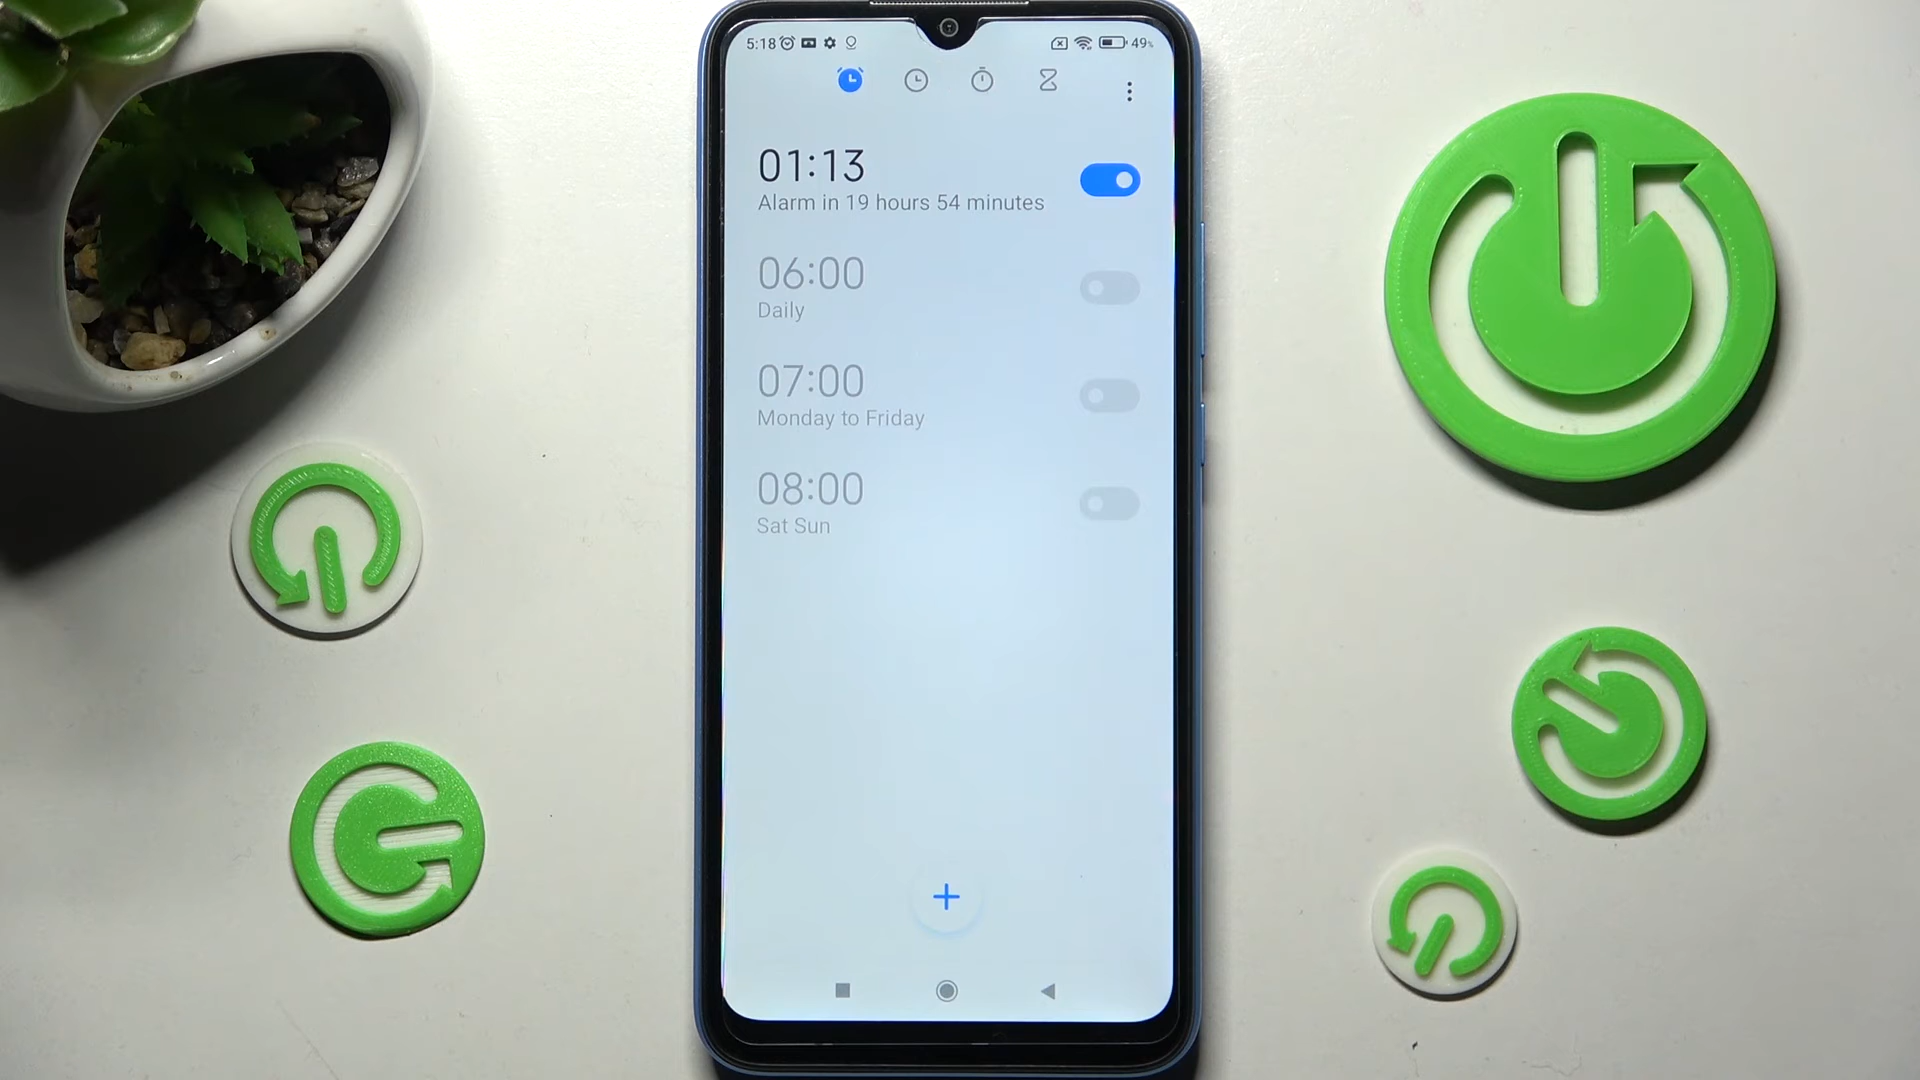 5:18 49%
01:13
Alarm in 19 hours 54 minutes
06:00
Daily
07:00
Monday to Friday
08:00
Sat Sun